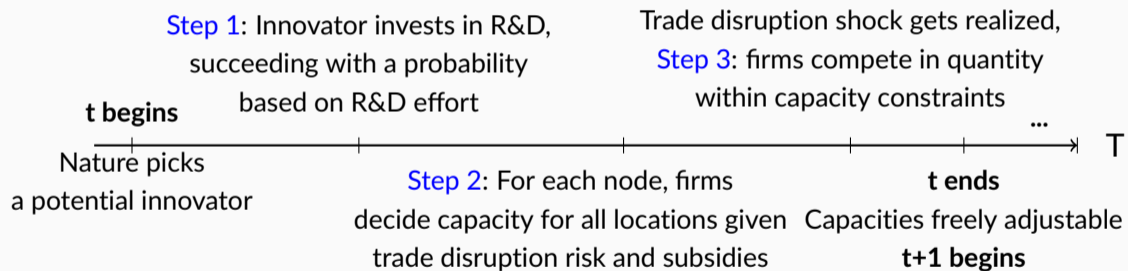 t begins
Nature picks
a potential innovator
Step 1: Innovator invests in R&D,
succeeding with a probability
based on R&D effort
Step 2: For each node, firms
decide capacity for all locations given
trade disruption risk and subsidies
Trade disruption shock gets realized,
Step 3: firms compete in quantity
within capacity constraints
t ends
Capacities freely adjustable
t+1 begins
...
T